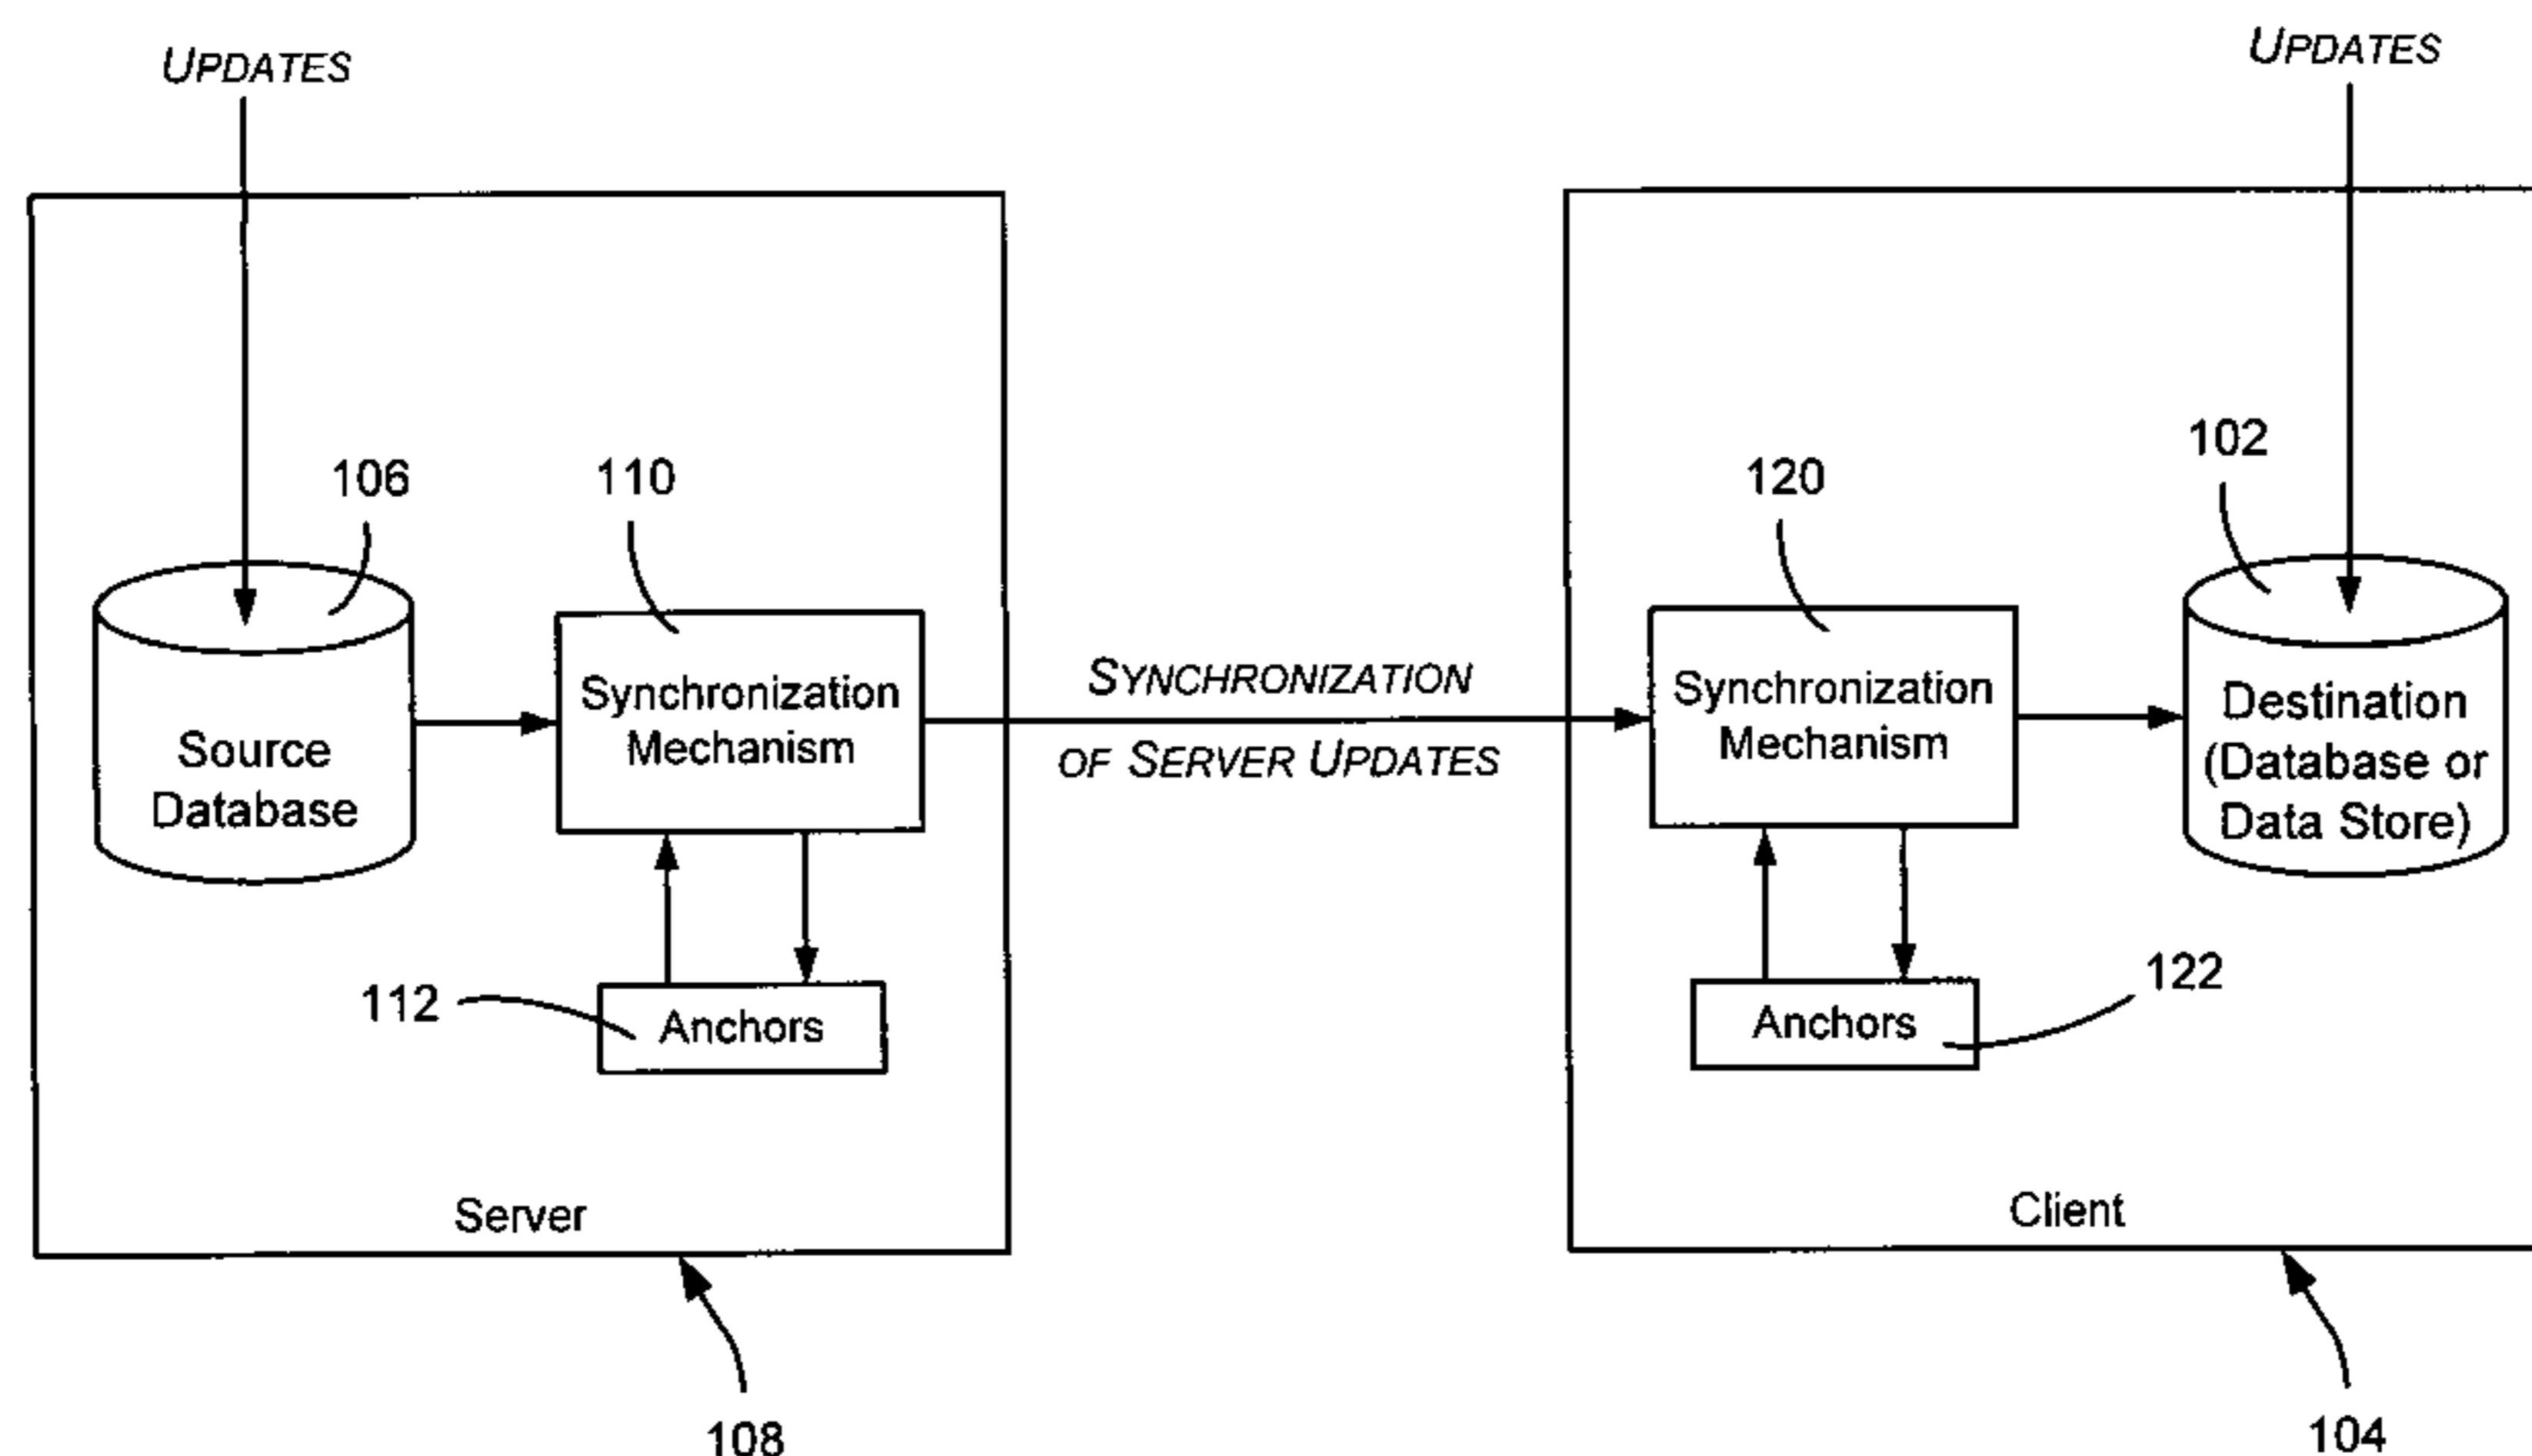 UPDATES
UPDATES
106
110
120
102
Source
Database
Synchronization
Mechanism
SYNCHRONIZATION
OF SERVER UPDATES
Synchronization
Mechanism
Destination
(Database or
Data Store)
112
Anchors
Anchors
122
Server
Client
108
104